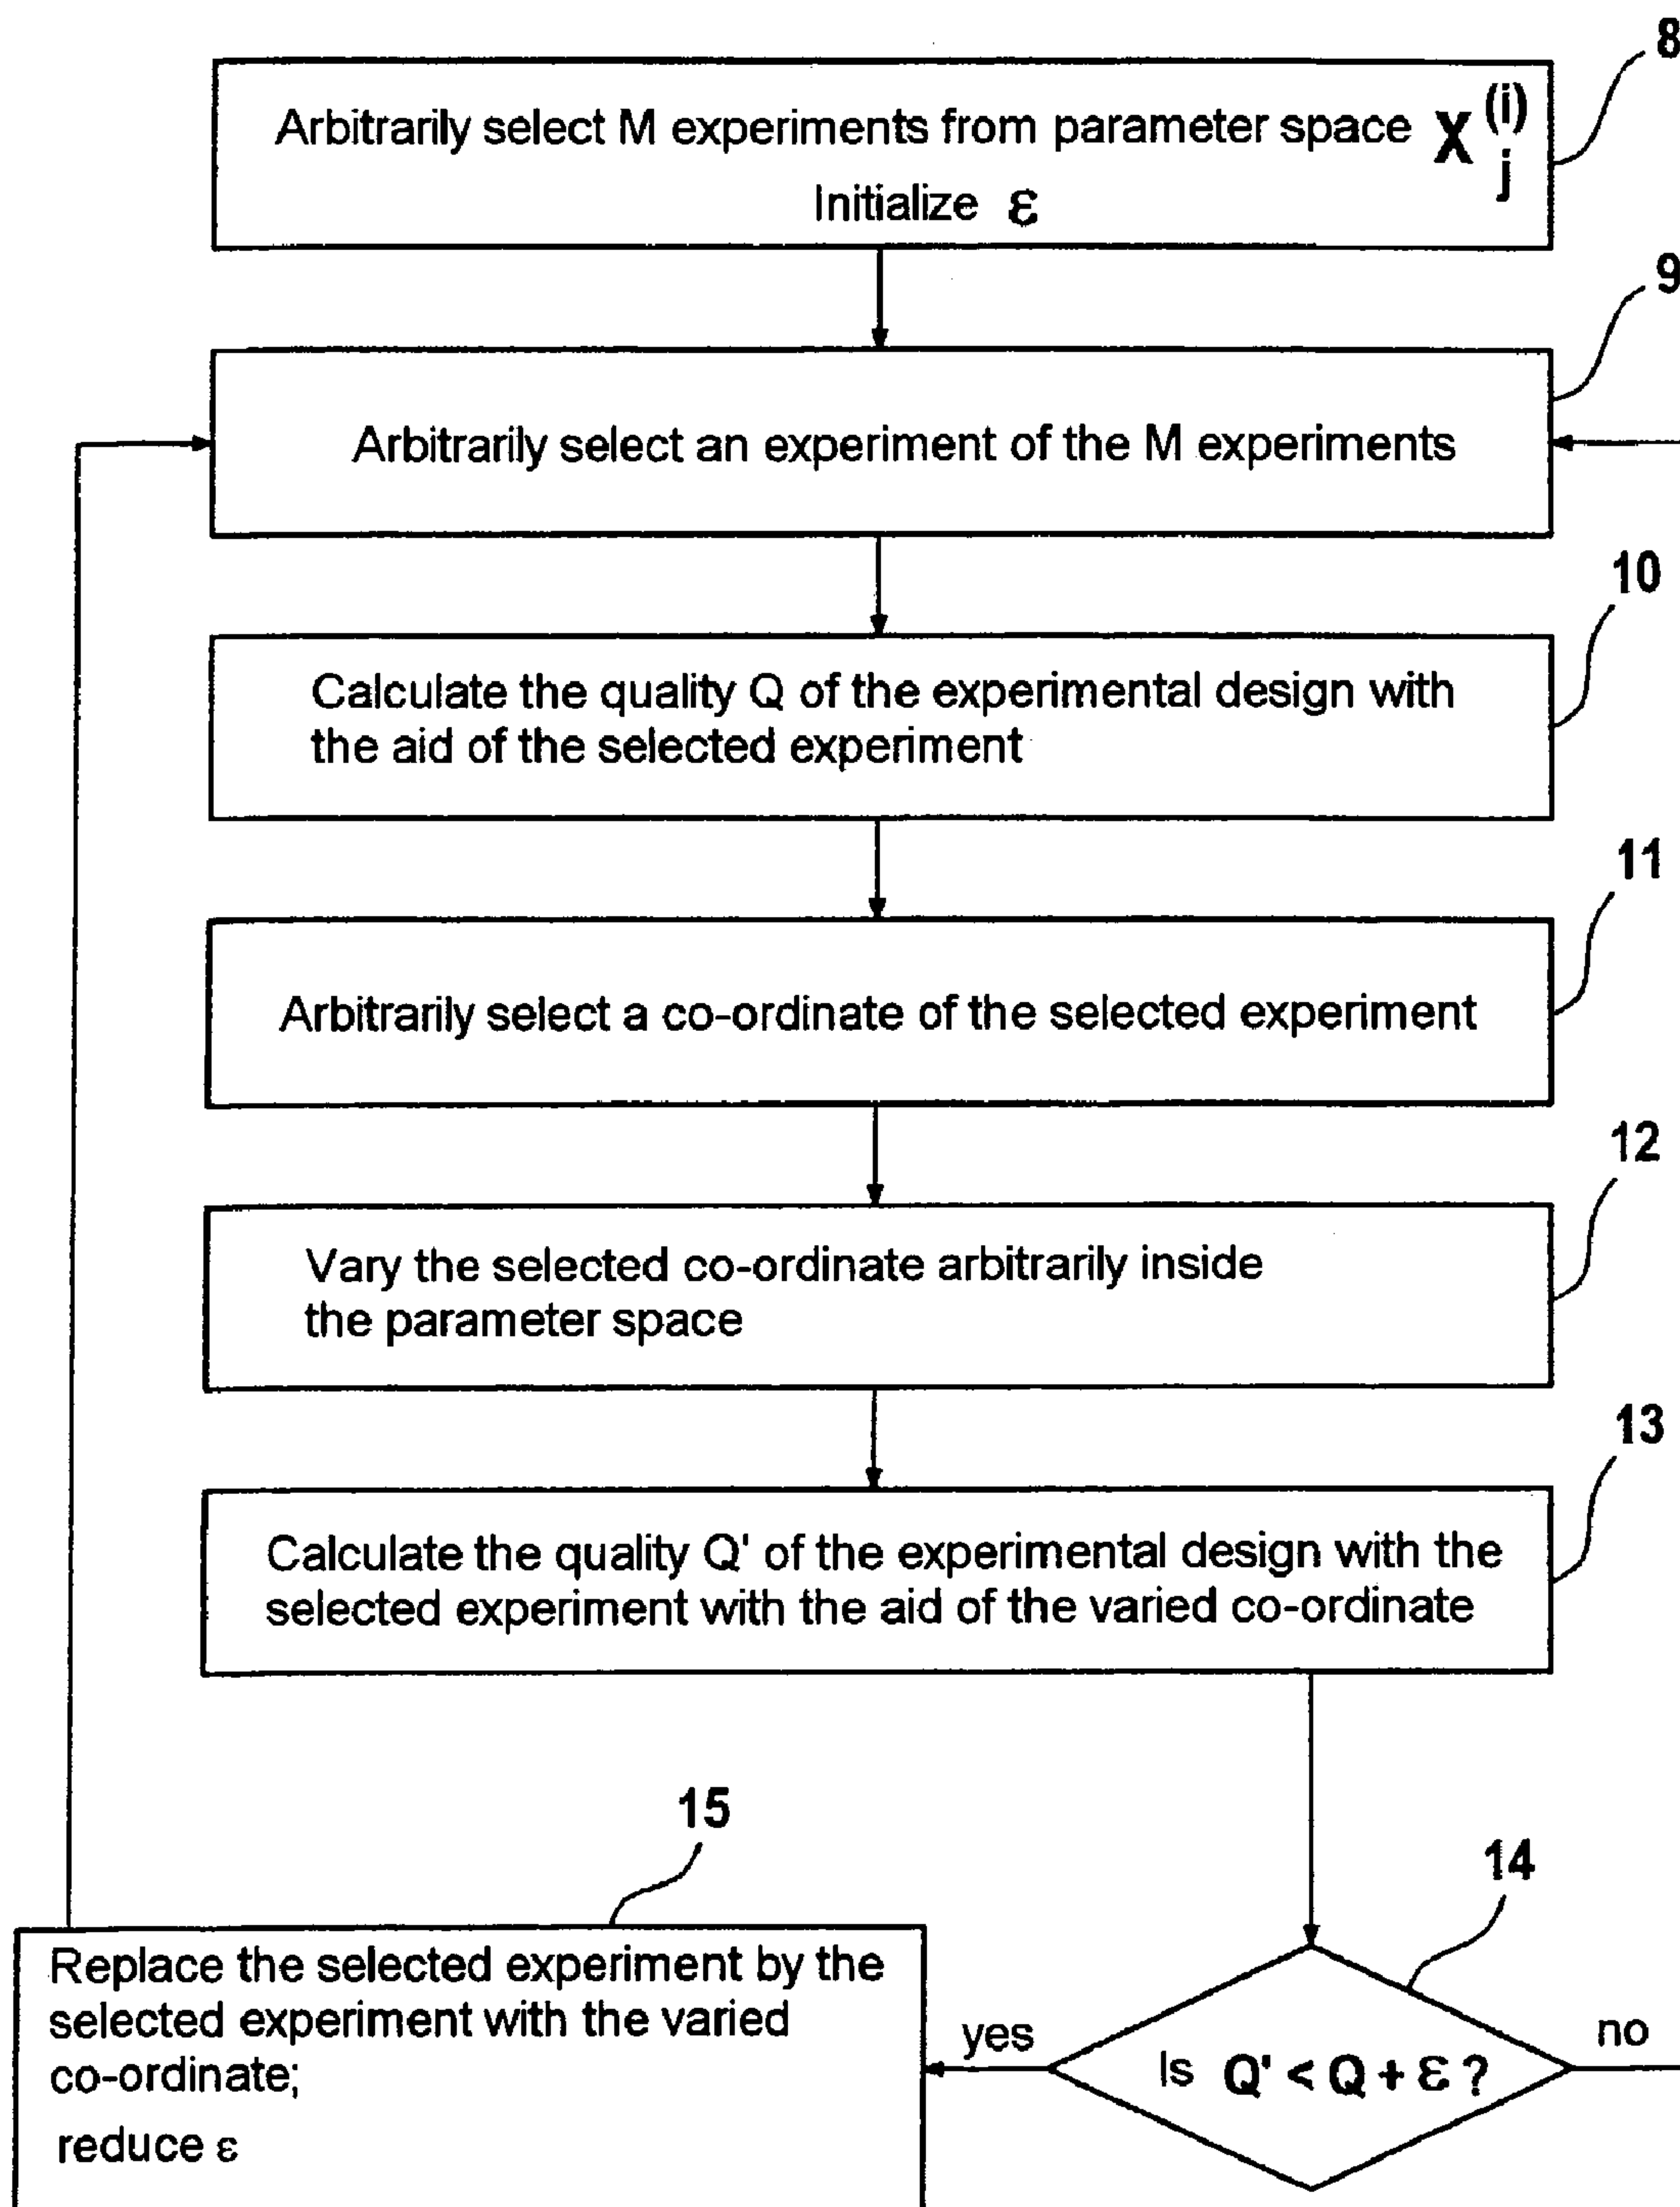 8
Arbitrarily select M experiments from parameter space X j (i)
Initialize ε
9
Arbitrarily select an experiment of the M experiments
10
Calculate the quality Q of the experimental design with
the aid of the selected experiment
11
Arbitrarily select a co-ordinate of the selected experiment
12
Vary the selected co-ordinate arbitrarily inside
the parameter space
13
Calculate the quality Q' of the experimental design with the
selected experiment with the aid of the varied co-ordinate
15
Replace the selected experiment by the
selected experiment with the varied
co-ordinate;
reduce ε
14
yes
Is Q' < Q + ε ?
no